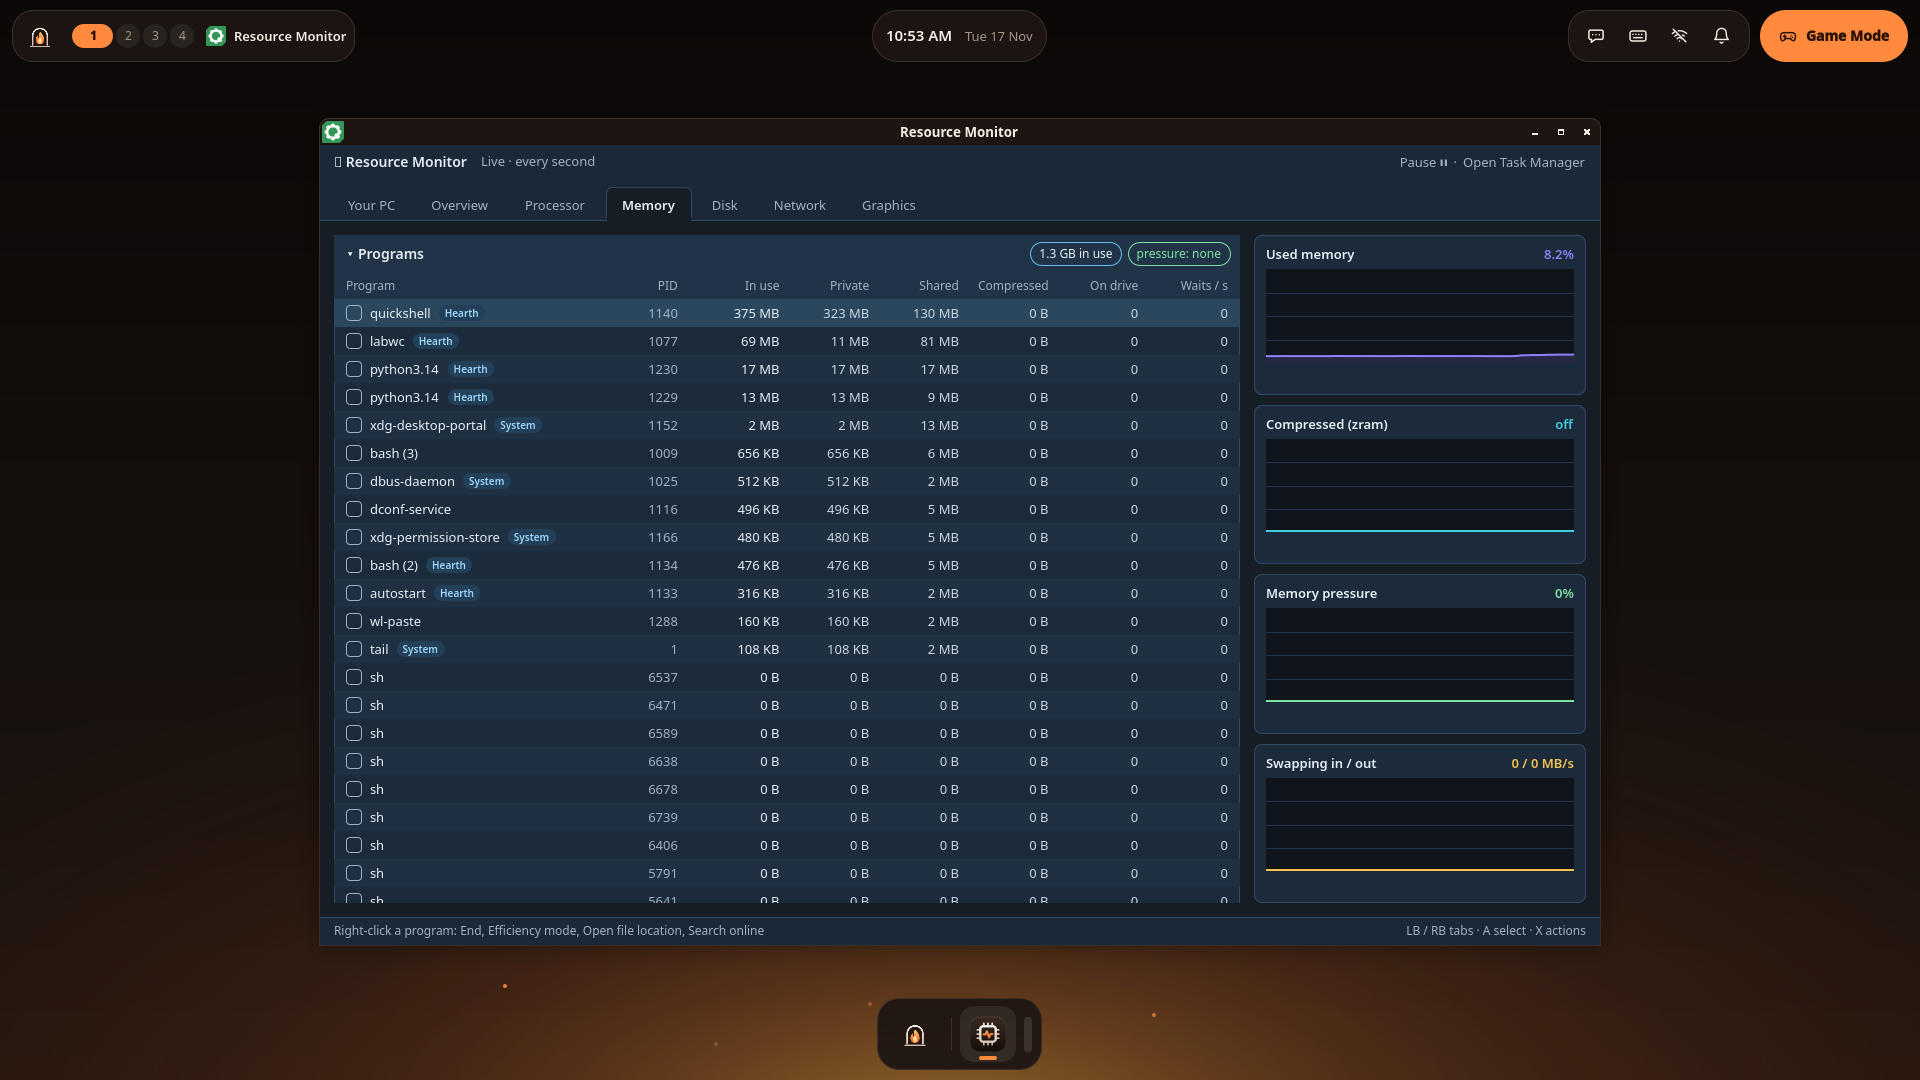 1 2 3 4 Resource Monitor
10:53 AM Tue 17 Nov
Game Mode
Resource Monitor
Resource Monitor Live · every second
Pause · Open Task Manager
Your PC Overview Processor Memory Disk Network Graphics
Programs 1.3 GB in use pressure: none
Program PID In use Private Shared Compressed On drive Waits / s
quickshell Hearth 1140 375 MB 323 MB 130 MB 0 B 0 0
labwc Hearth 1077 69 MB 11 MB 81 MB 0 B 0 0
python3.14 Hearth 1230 17 MB 17 MB 17 MB 0 B 0 0
python3.14 Hearth 1229 13 MB 13 MB 9 MB 0 B 0 0
xdg-desktop-portal System 1152 2 MB 2 MB 13 MB 0 B 0 0
bash (3) 1009 656 KB 656 KB 6 MB 0 B 0 0
dbus-daemon System 1025 512 KB 512 KB 2 MB 0 B 0 0
dconf-service 1116 496 KB 496 KB 5 MB 0 B 0 0
xdg-permission-store System 1166 480 KB 480 KB 5 MB 0 B 0 0
bash (2) Hearth 1134 476 KB 476 KB 5 MB 0 B 0 0
autostart Hearth 1133 316 KB 316 KB 2 MB 0 B 0 0
wl-paste 1288 160 KB 160 KB 2 MB 0 B 0 0
tail System 1 108 KB 108 KB 2 MB 0 B 0 0
sh 6537 0 B 0 B 0 B 0 B 0 0
sh 6471 0 B 0 B 0 B 0 B 0 0
sh 6589 0 B 0 B 0 B 0 B 0 0
sh 6638 0 B 0 B 0 B 0 B 0 0
sh 6678 0 B 0 B 0 B 0 B 0 0
sh 6739 0 B 0 B 0 B 0 B 0 0
sh 6406 0 B 0 B 0 B 0 B 0 0
sh 5791 0 B 0 B 0 B 0 B 0 0
sh 5641 0 B 0 B 0 B 0 B 0 0
Used memory 8.2%
Compressed (zram) off
Memory pressure 0%
Swapping in / out 0 / 0 MB/s
Right-click a program: End, Efficiency mode, Open file location, Search online
LB / RB tabs · A select · X actions